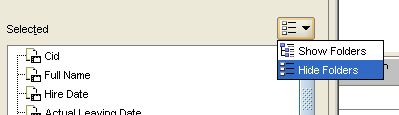 Selected
Show Folders
Hide Folders
Cid
Full Name
Hire Date
Actual Leaving Date